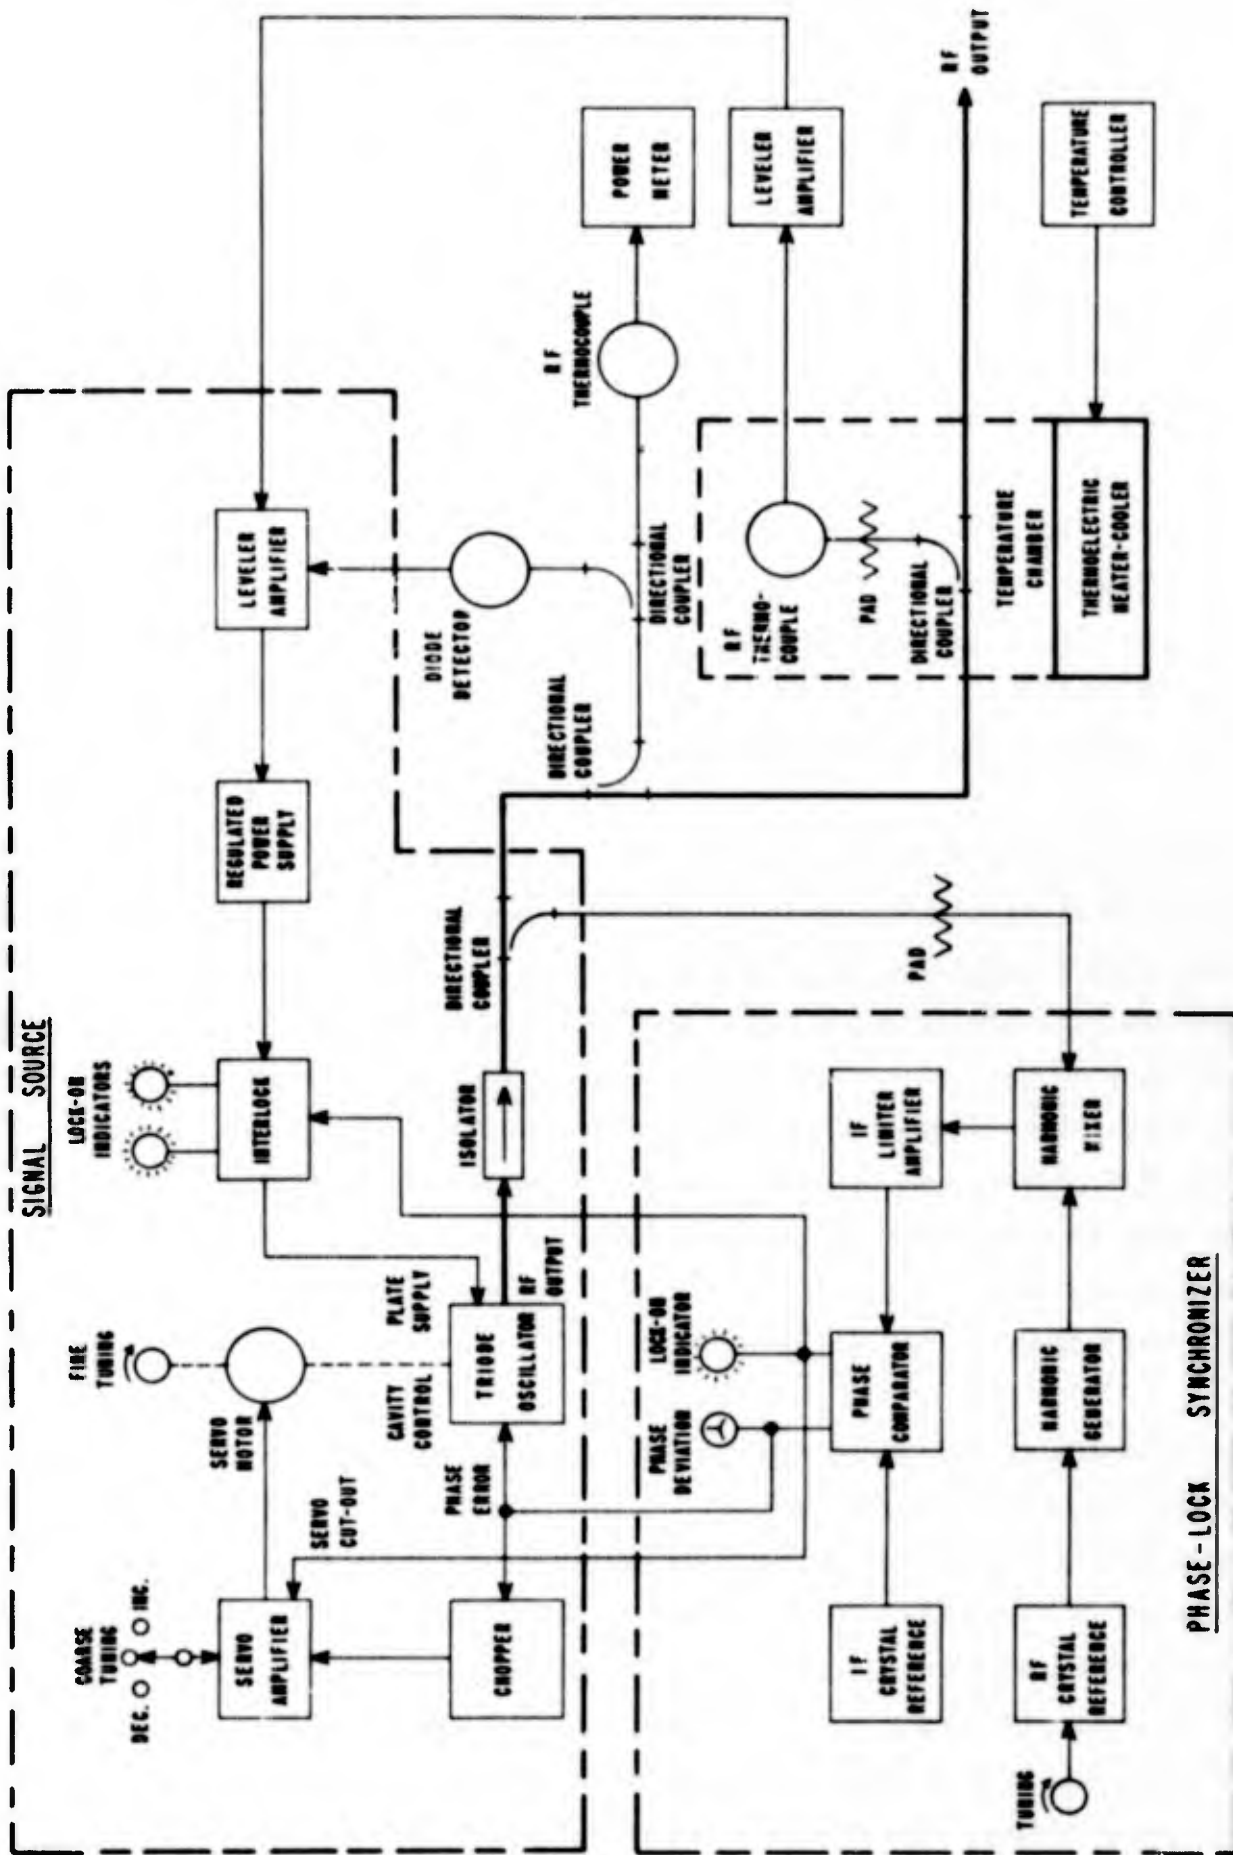 SIGNAL SOURCE
COARSE
TUNING
DEC.
INC.
SERVO
AMPLIFIER
CHOPPER
SERVO
CUT-OUT
PHASE
ERROR
SERVO
MOTOR
FINE
TUNING
CAVITY
CONTROL
PLATE
SUPPLY
TRIODE
OSCILLATOR
RF
OUTPUT
LOCK-ON
INDICATORS
INTERLOCK
ISOLATOR
REGULATED
POWER
SUPPLY
DIRECTIONAL
COUPLER
LEVELER
AMPLIFIER
DIODE
DETECTOR
DIRECTIONAL
COUPLER
DIRECTIONAL
COUPLER
RF
THERMOCOUPLE
POWER
METER
LEVELER
AMPLIFIER
RF
THERMO-
COUPLE
PAD
DIRECTIONAL
COUPLER
TEMPERATURE
CHAMBER
THERMOELECTRIC
HEATER-COOLER
RF
OUTPUT
TEMPERATURE
CONTROLLER
PHASE
DEVIATION
LOCK-ON
INDICATOR
IF
CRYSTAL
REFERENCE
PHASE
COMPARATOR
IF
LIMITER
AMPLIFIER
PAD
TUNING
RF
CRYSTAL
REFERENCE
HARMONIC
GENERATOR
HARMONIC
MIXER
PHASE-LOCK SYNCHRONIZER